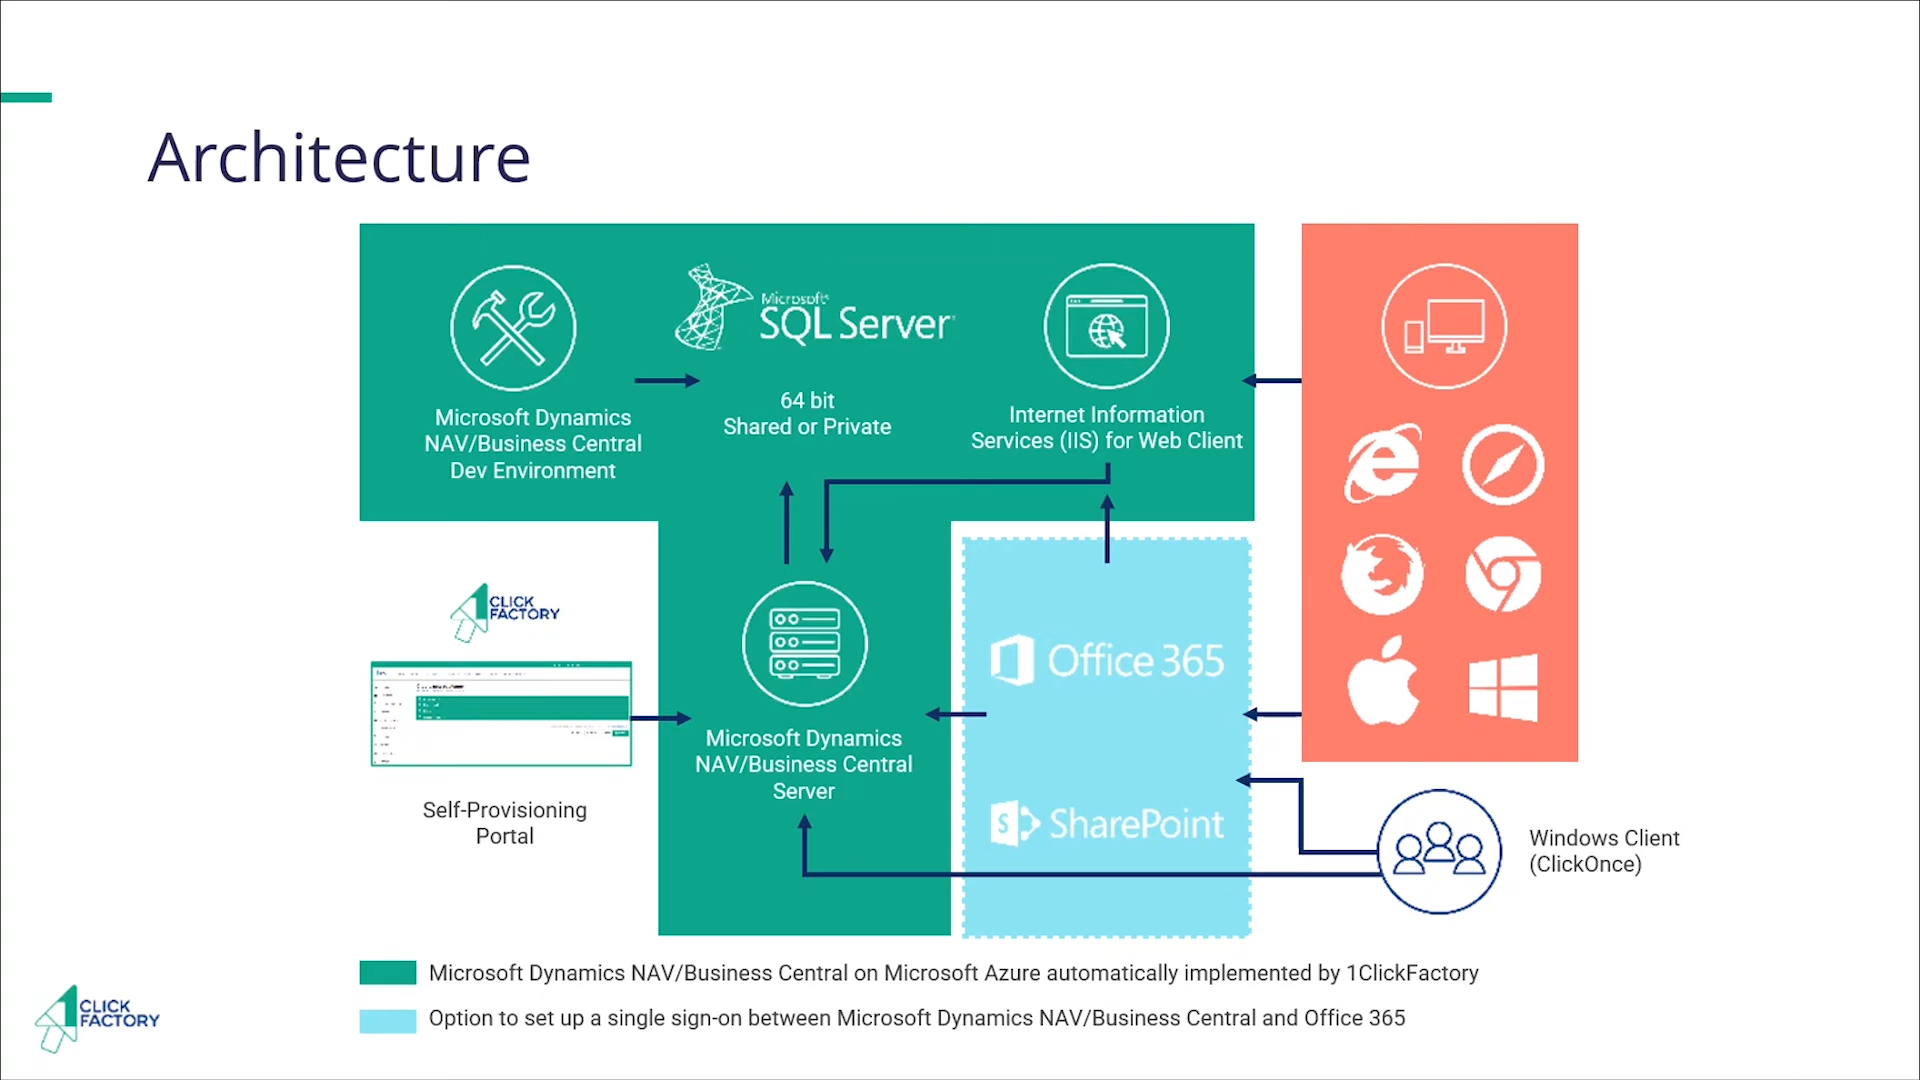 Architecture
Microsoft
SQL Server
64 bit
Shared or Private
Microsoft Dynamics
NAV/Business Central
Dev Environment
Internet Information
Services (IIS) for Web Client
1
CLICK
FACTORY
Self-Provisioning
Portal
Microsoft Dynamics
NAV/Business Central
Server
Office 365
S
SharePoint
Windows Client
(ClickOnce)
Microsoft Dynamics NAV/Business Central on Microsoft Azure automatically implemented by 1ClickFactory
Option to set up a single sign-on between Microsoft Dynamics NAV/Business Central and Office 365
1
CLICK
FACTORY